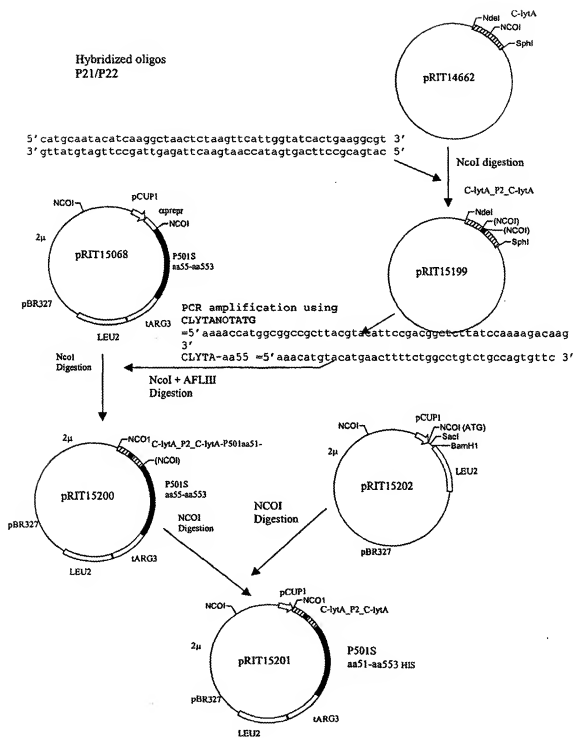 C-lytA
NdeI
NCOI
SphI
pRIT14662
Hybridized oligos
P21/P22
5'catgcaatacatcaaggctaactctaagttcattggtatcactgaaggcgt 3'
3'gttatgtagttccgattgagattcaagtaaccatagtgacttccgcagtac 5'
NcoI digestion
C-lytA_P2_C-lytA
NdeI
(NCOI)
(NCOI)
SphI
pRIT15199
pCUP1
NCOI
αprepr
NCOI
2μ
pRIT15068
P501S
aa55-aa553
pBR327
LEU2
tARG3
PCR amplification using
CLYTANOTATG
=5'aaaaccatggcggccgcttacgtacattccgacggctcttatccaaaagacaag
3'
CLYTA-aa55 =5'aaacatgtacatgaacttttctggcctgtctgccagtgttc 3'
NcoI
Digestion
NcoI + AFLIII
Digestion
NCO1
C-lytA_P2_C-lytA-P501aa51-
(NCOI)
2μ
pRIT15200
P501S
aa55-aa553
pBR327
LEU2
tARG3
NCOI
Digestion
NCOI
Digestion
pCUP1
NCOI
NCOI (ATG)
SacI
BamH1
2μ
pRIT15202
LEU2
pBR327
pCUP1
NCOI
NCO1
C-lytA_P2_C-lytA
2μ
pRIT15201
P501S
aa51-aa553 HIS
pBR327
LEU2
tARG3